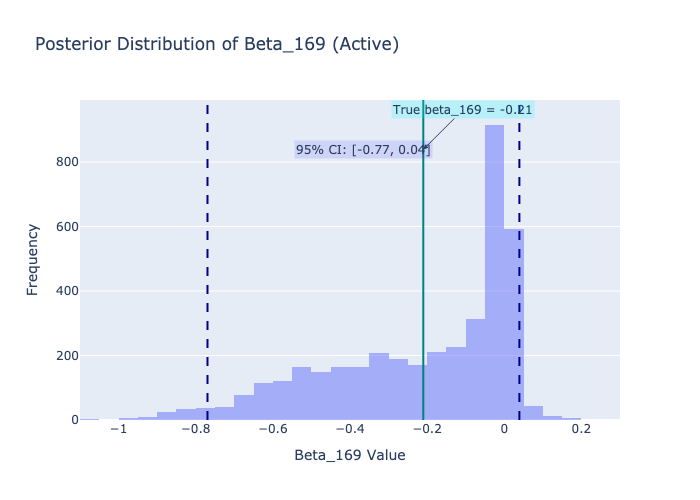 Posterior Distribution of Beta_169 (Active)
True beta_169 = -0.21
95% CI: [-0.77, 0.04]
Frequency
800
600
400
200
0
−1
−0.8
−0.6
−0.4
−0.2
0
0.2
Beta_169 Value